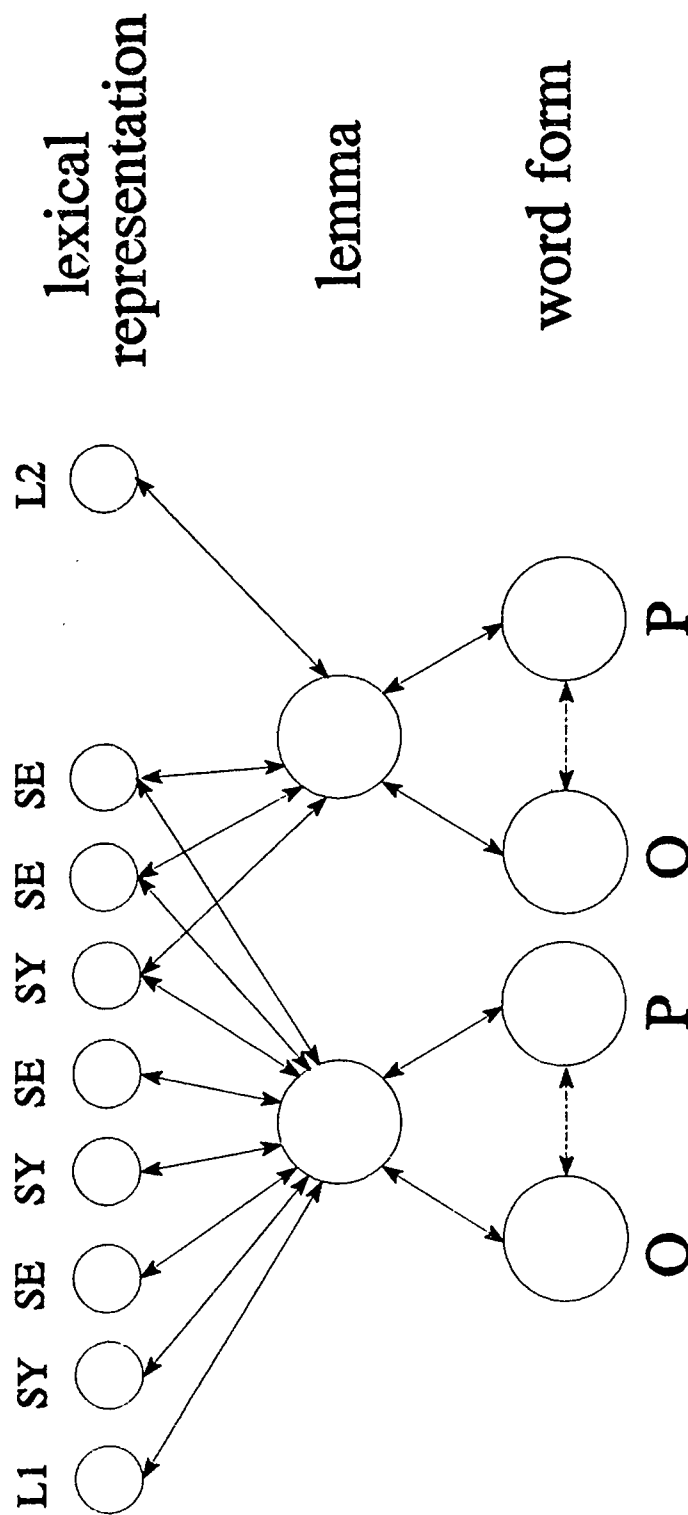 L1 SY SE SY SE SY SE SE L2
lexical
representation
lemma
O P O P
word form